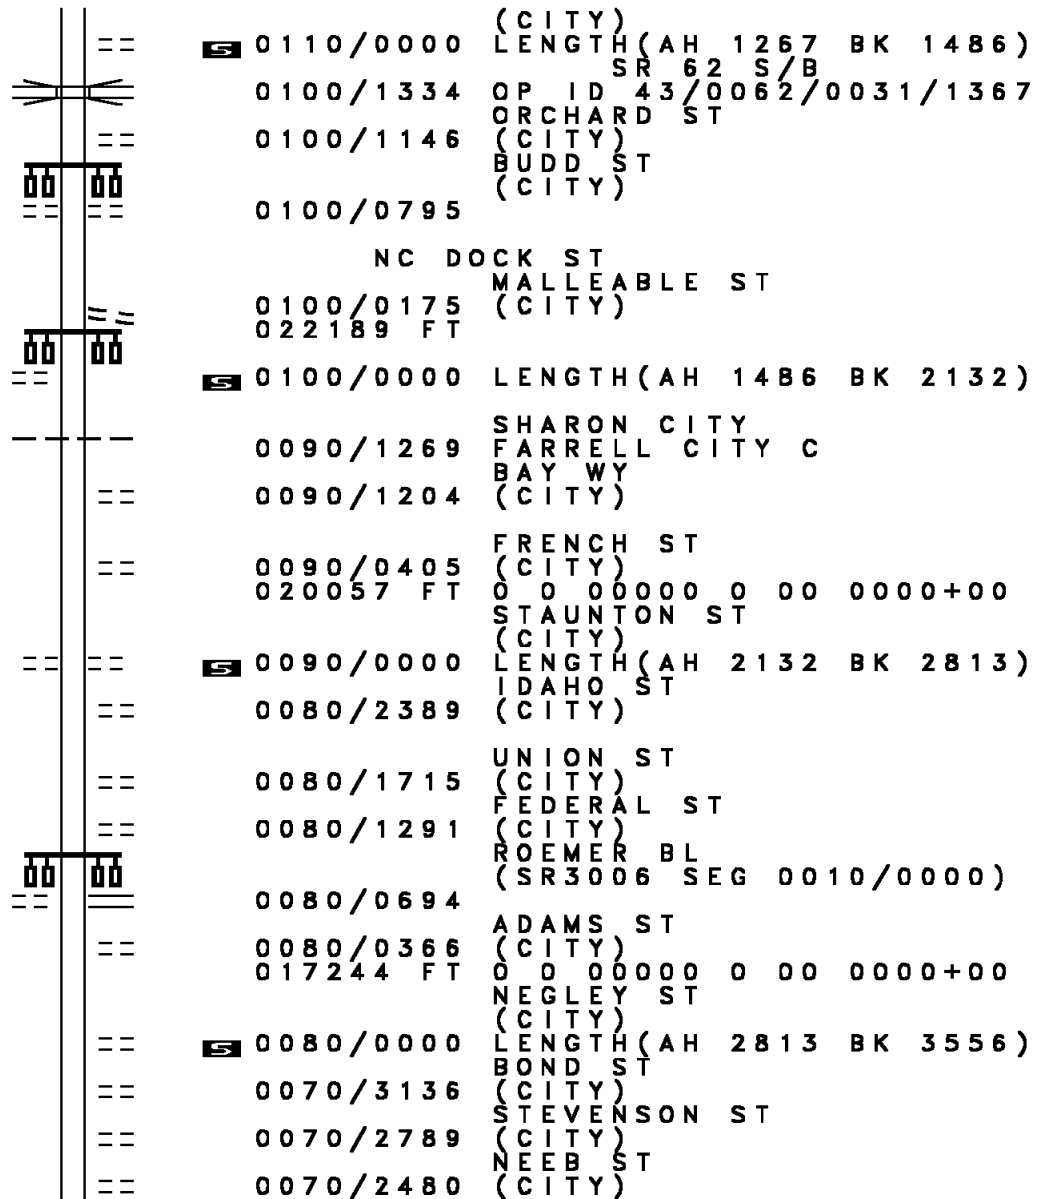 (CITY)
S 0110/0000 LENGTH(AH 1267 BK 1486)
SR 62 S/B
0100/1334 OP ID 43/0062/0031/1367
ORCHARD ST
0100/1146 (CITY)
BUDD ST
(CITY)
0100/0795
NC DOCK ST
MALLEABLE ST
0100/0175 (CITY)
022189 FT
S 0100/0000 LENGTH(AH 1486 BK 2132)
SHARON CITY
0090/1269 FARRELL CITY C
BAY WY
0090/1204 (CITY)
FRENCH ST
0090/0405 (CITY)
020057 FT 0 0 00000 0 00 0000+00
STAUNTON ST
(CITY)
S 0090/0000 LENGTH(AH 2132 BK 2813)
IDAHO ST
0080/2389 (CITY)
UNION ST
0080/1715 (CITY)
FEDERAL ST
0080/1291 (CITY)
ROEMER BL
(SR3006 SEG 0010/0000)
0080/0694
ADAMS ST
0080/0366 (CITY)
017244 FT 0 0 00000 0 00 0000+00
NEGLEY ST
(CITY)
S 0080/0000 LENGTH(AH 2813 BK 3556)
BOND ST
0070/3136 (CITY)
STEVENSON ST
0070/2789 (CITY)
NEEB ST
0070/2480 (CITY)